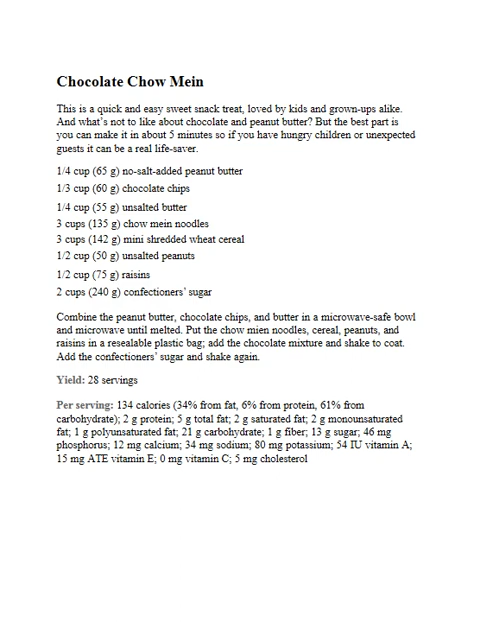 Chocolate Chow Mein
This is a quick and easy sweet snack treat, loved by kids and grown-ups alike.
And what’s not to like about chocolate and peanut butter? But the best part is
you can make it in about 5 minutes so if you have hungry children or unexpected
guests it can be a real life-saver.
1/4 cup (65 g) no-salt-added peanut butter
1/3 cup (60 g) chocolate chips
1/4 cup (55 g) unsalted butter
3 cups (135 g) chow mein noodles
3 cups (142 g) mini shredded wheat cereal
1/2 cup (50 g) unsalted peanuts
1/2 cup (75 g) raisins
2 cups (240 g) confectioners’ sugar
Combine the peanut butter, chocolate chips, and butter in a microwave-safe bowl
and microwave until melted. Put the chow mien noodles, cereal, peanuts, and
raisins in a resealable plastic bag; add the chocolate mixture and shake to coat.
Add the confectioners’ sugar and shake again.
Yield: 28 servings
Per serving: 134 calories (34% from fat, 6% from protein, 61% from
carbohydrate); 2 g protein; 5 g total fat; 2 g saturated fat; 2 g monounsaturated
fat; 1 g polyunsaturated fat; 21 g carbohydrate; 1 g fiber; 13 g sugar; 46 mg
phosphorus; 12 mg calcium; 34 mg sodium; 80 mg potassium; 54 IU vitamin A;
15 mg ATE vitamin E; 0 mg vitamin C; 5 mg cholesterol